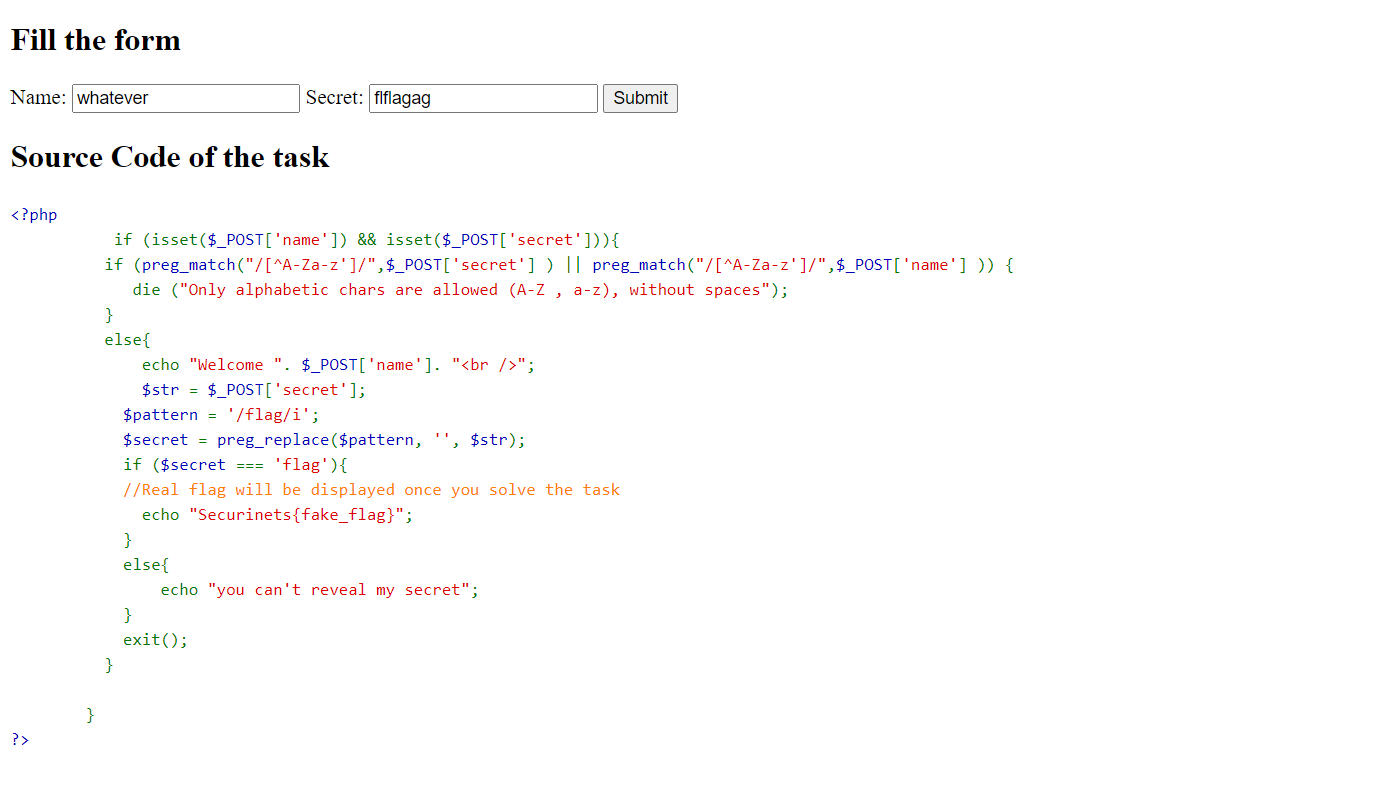 Fill the form
Name: whatever Secret: flflagag Submit
Source Code of the task
<?php
if (isset($_POST['name']) && isset($_POST['secret'])){
if (preg_match("/[^A-Za-z']/",$_POST['secret'] ) || preg_match("/[^A-Za-z']/",$_POST['name'] )) {
die ("Only alphabetic chars are allowed (A-Z , a-z), without spaces");
}
else{
echo "Welcome ". $_POST['name']. "<br />";
$str = $_POST['secret'];
$pattern = '/flag/i';
$secret = preg_replace($pattern, '', $str);
if ($secret === 'flag'){
//Real flag will be displayed once you solve the task
echo "Securinets{fake_flag}";
}
else{
echo "you can't reveal my secret";
}
exit();
}
}
?>